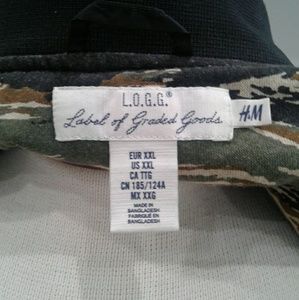 L.O.G.G.®
Label of Graded Goods.
H&M
EUR XXL
US XXL
CA TTG
CN 185/124A
MX XXG
MADE IN
BANGLADESH
FABRIQUÉ EN
BANGLADESH